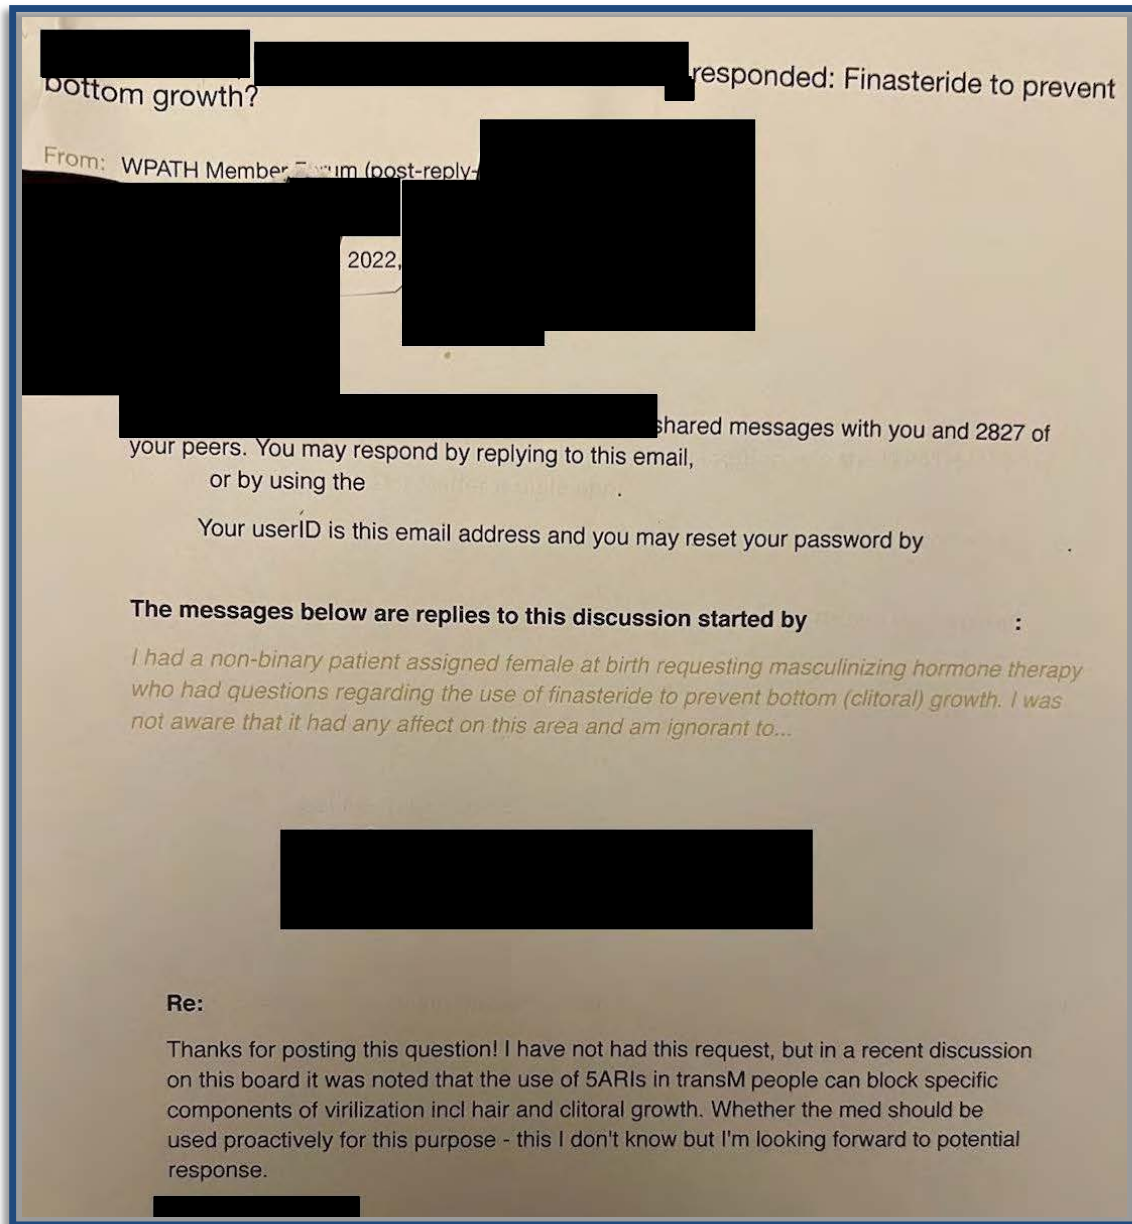 responded: Finasteride to prevent
bottom growth?
From: WPATH Member (post-reply-
2022,
shared messages with you and 2827 of
your peers. You may respond by replying to this email,
or by using the .
Your userID is this email address and you may reset your password by .
The messages below are replies to this discussion started by :
I had a non-binary patient assigned female at birth requesting masculinizing hormone therapy
who had questions regarding the use of finasteride to prevent bottom (clitoral) growth. I was
not aware that it had any affect on this area and am ignorant to...
Re:
Thanks for posting this question! I have not had this request, but in a recent discussion
on this board it was noted that the use of 5ARIs in transM people can block specific
components of virilization incl hair and clitoral growth. Whether the med should be
used proactively for this purpose - this I don't know but I'm looking forward to potential
response.